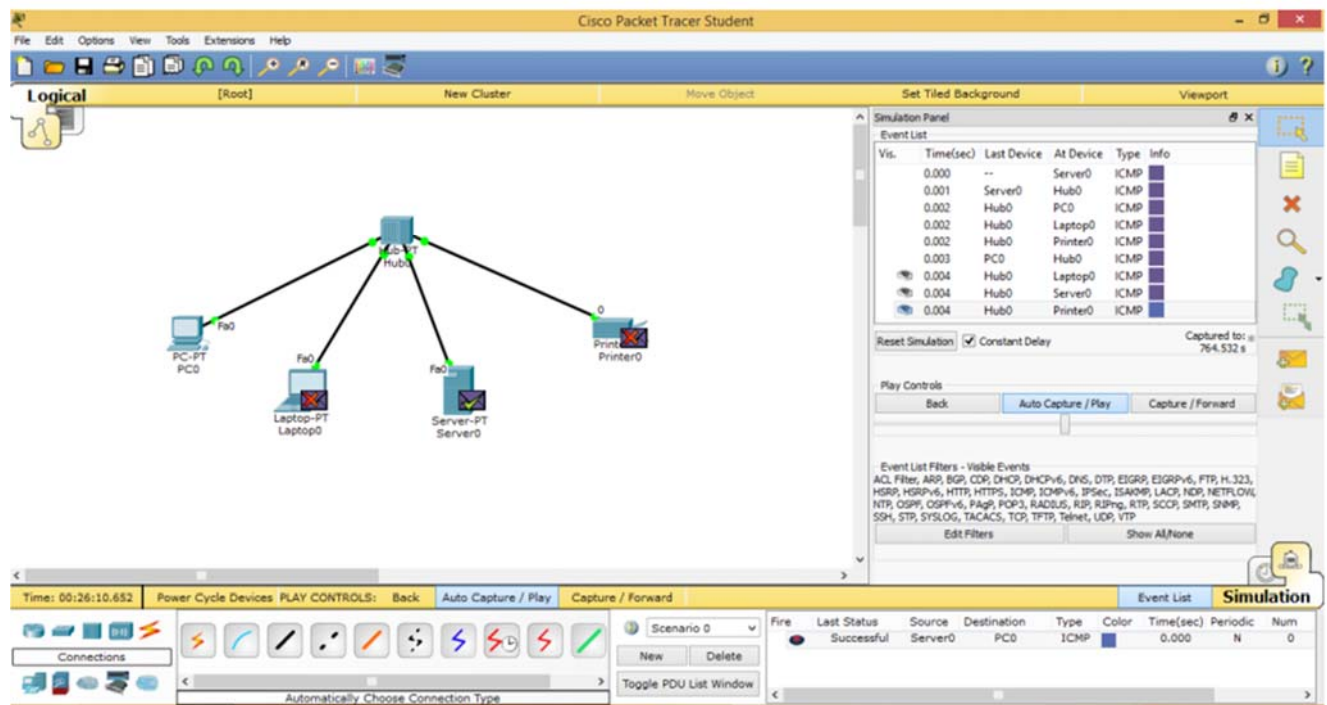 Cisco Packet Tracer Student
File Edit Options View Tools Extensions Help
Logical [Root] New Cluster Move Object Set Tiled Background Viewport
Simulation Panel
Event List
Vis. Time(sec) Last Device At Device Type Info
0.000 -- Server0 ICMP
0.001 Server0 Hub0 ICMP
0.002 Hub0 PC0 ICMP
0.002 Hub0 Laptop0 ICMP
0.002 Hub0 Printer0 ICMP
0.003 PC0 Hub0 ICMP
0.004 Hub0 Laptop0 ICMP
0.004 Hub0 Server0 ICMP
0.004 Hub0 Printer0 ICMP
Reset Simulation Constant Delay Captured to:
764.532 s
Play Controls
Back Auto Capture / Play Capture / Forward
Event List Filters - Visible Events
ACL Filter, ARP, BGP, CDP, DHCP, DHCPv6, DNS, DTP, EIGRP, EIGRPv6, FTP, H.323,
HSRP, HSRPv6, HTTP, HTTPS, ICMP, ICMPv6, IPSec, ISAKMP, LACP, NDP, NETFLOW,
NTP, OSPF, OSPFv6, PAgP, POP3, RADIUS, RIP, RIPng, RTP, SCCP, SMTP, SNMP,
SSH, STP, SYSLOG, TACACS, TCP, TFTP, Telnet, UDP, VTP
Edit Filters Show All/None
Hub-PT
Hub0
Fa0
PC-PT
PC0
Fa0
Laptop-PT
Laptop0
Fa0
Server-PT
Server0
0
Printer0
Time: 00:26:10.652 Power Cycle Devices PLAY CONTROLS: Back Auto Capture / Play Capture / Forward Event List Simulation
Connections
Automatically Choose Connection Type
Scenario 0
New Delete
Toggle PDU List Window
Fire Last Status Source Destination Type Color Time(sec) Periodic Num
Successful Server0 PC0 ICMP 0.000 N 0